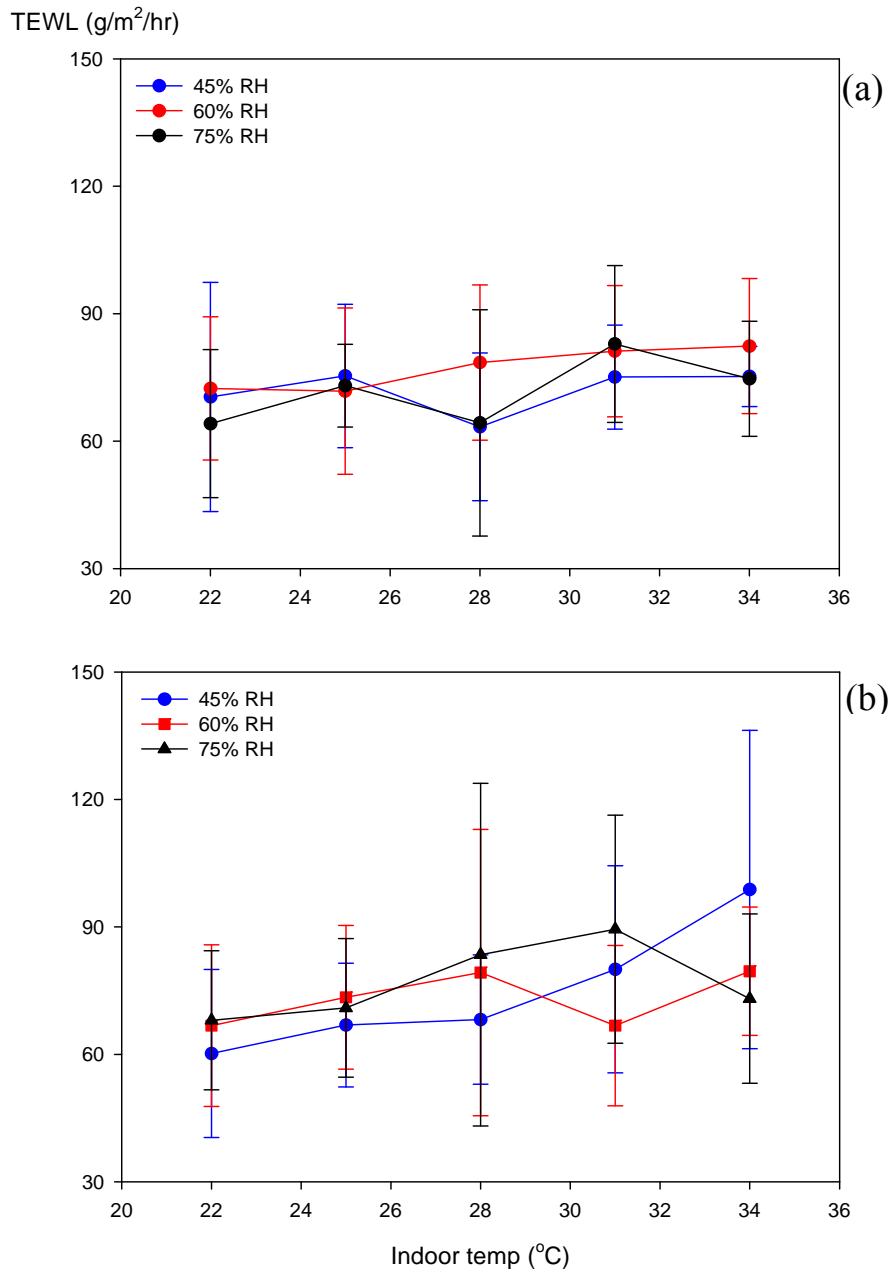 TEWL (g/m²/hr)
150
(a)
45% RH
60% RH
75% RH
120
90
60
30
20 22 24 26 28 30 32 34 36
150
(b)
45% RH
60% RH
75% RH
120
90
60
30
20 22 24 26 28 30 32 34 36
Indoor temp (°C)